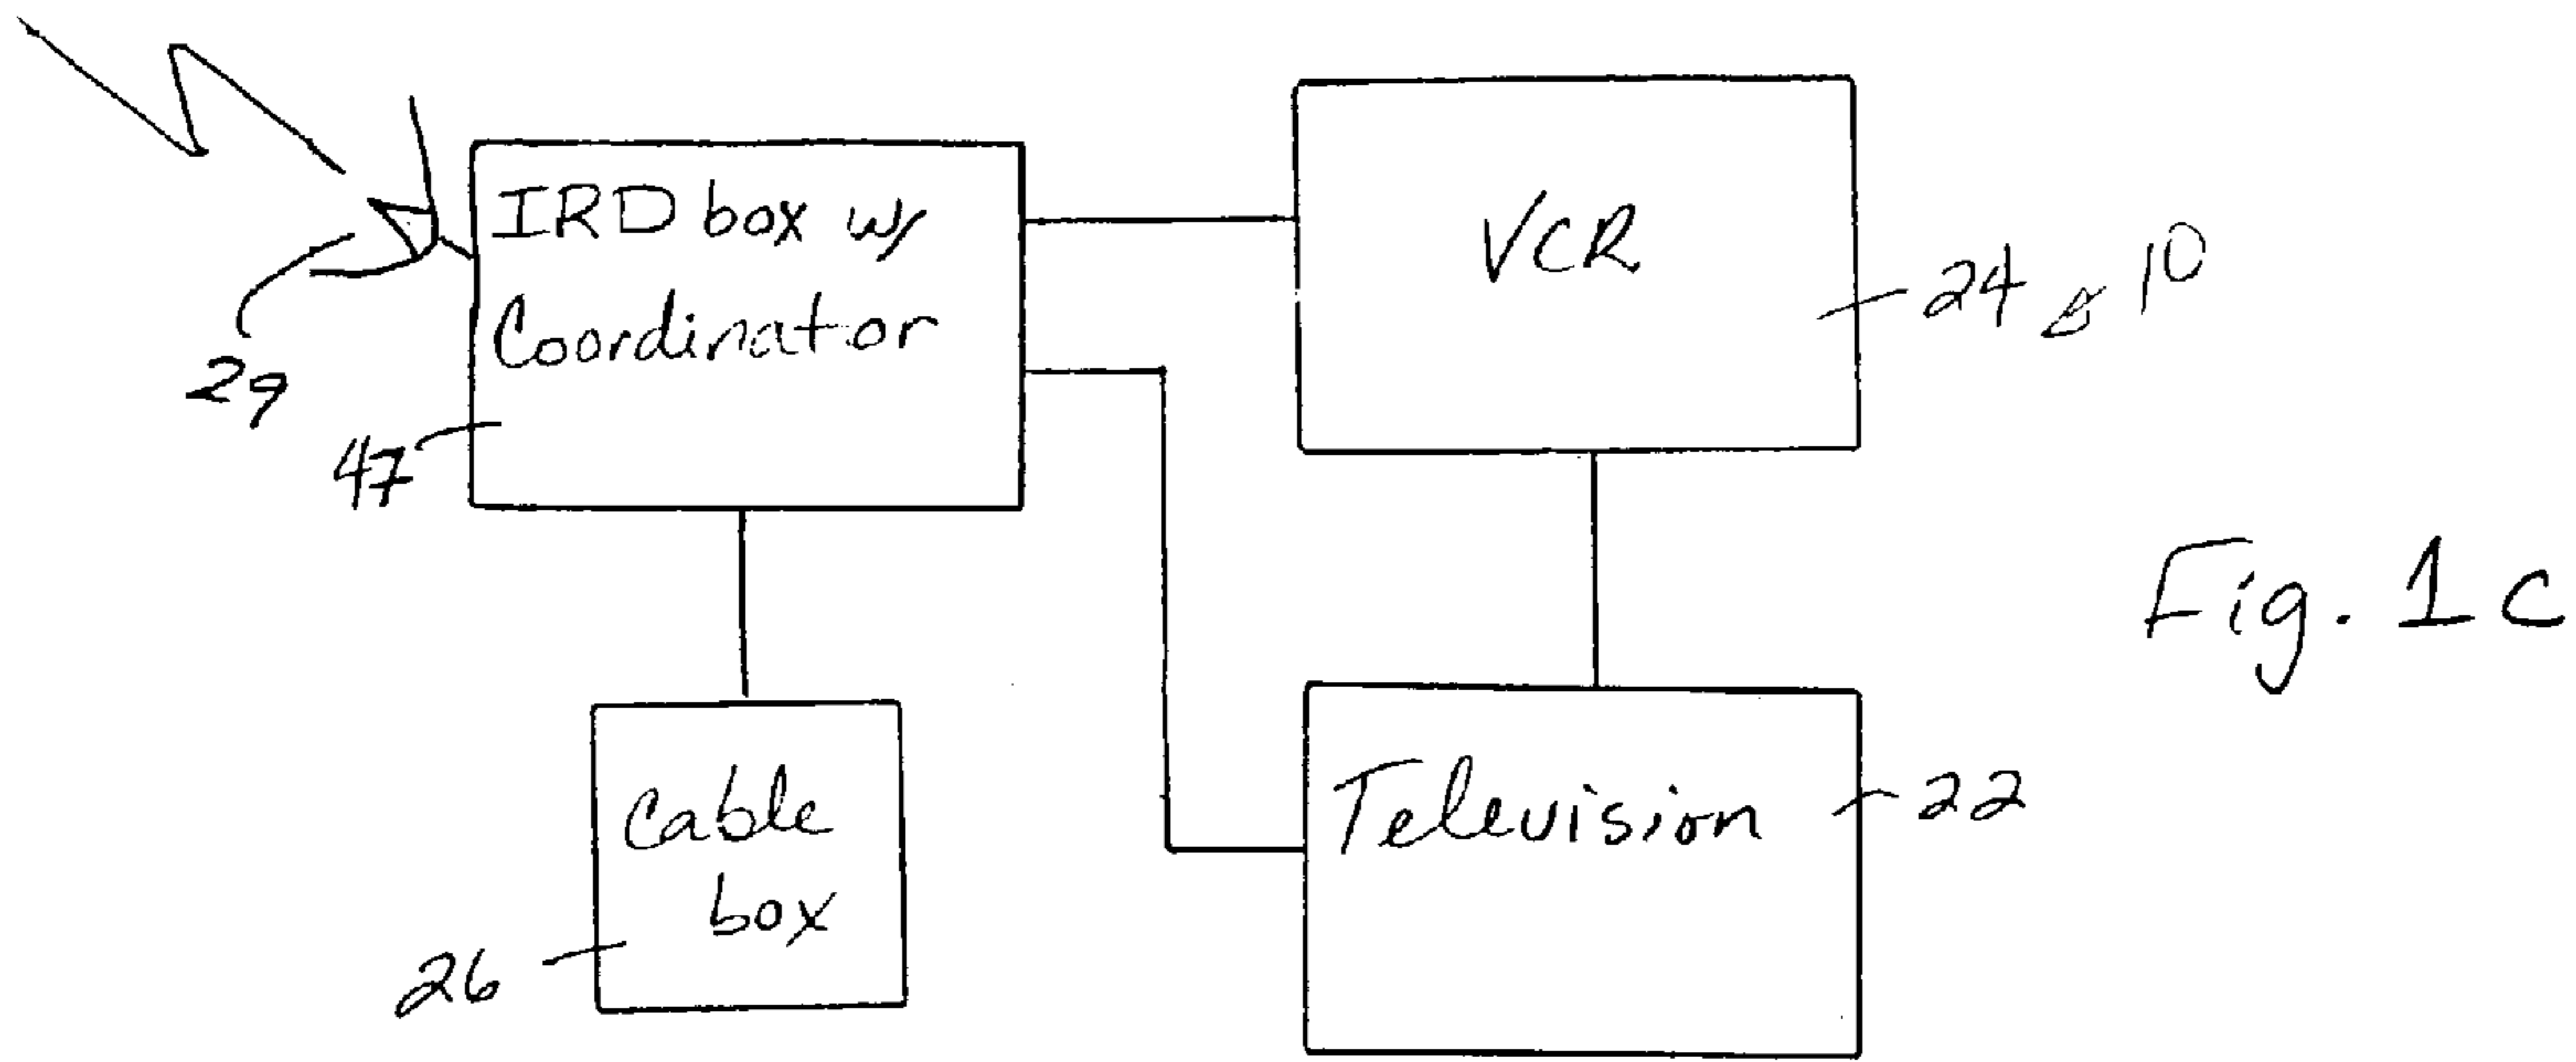 IRD box w/
Coordinator
29
47
VCR
24
10
Fig. 1c
Cable
box
26
Television
22